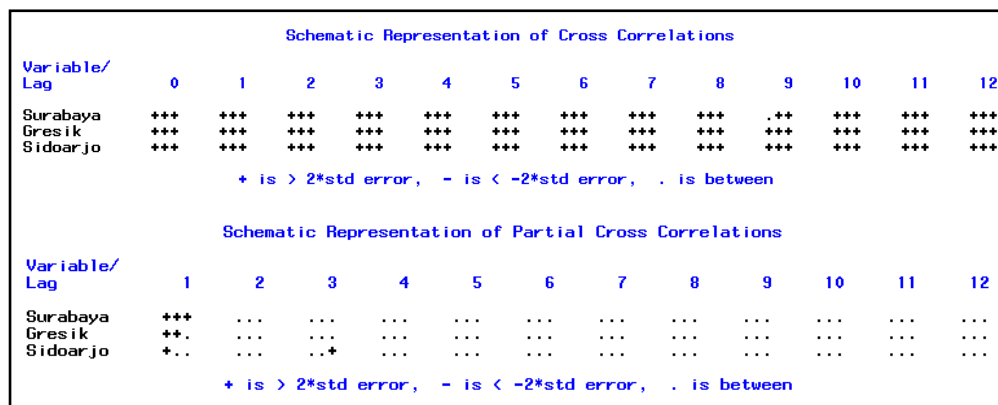 Schematic Representation of Cross Correlations
Variable/
Lag 0 1 2 3 4 5 6 7 8 9 10 11 12
Surabaya +++ +++ +++ +++ +++ +++ +++ +++ +++ .++ +++ +++ +++
Gresik +++ +++ +++ +++ +++ +++ +++ +++ +++ +++ +++ +++ +++
Sidoarjo +++ +++ +++ +++ +++ +++ +++ +++ +++ +++ +++ +++ +++
+ is > 2*std error, - is < -2*std error, . is between
Schematic Representation of Partial Cross Correlations
Variable/
Lag 1 2 3 4 5 6 7 8 9 10 11 12
Surabaya +++ ... ... ... ... ... ... ... ... ... ... ...
Gresik ++. ... ... ... ... ... ... ... ... ... ... ...
Sidoarjo +.. ... ..+ ... ... ... ... ... ... ... ... ...
+ is > 2*std error, - is < -2*std error, . is between